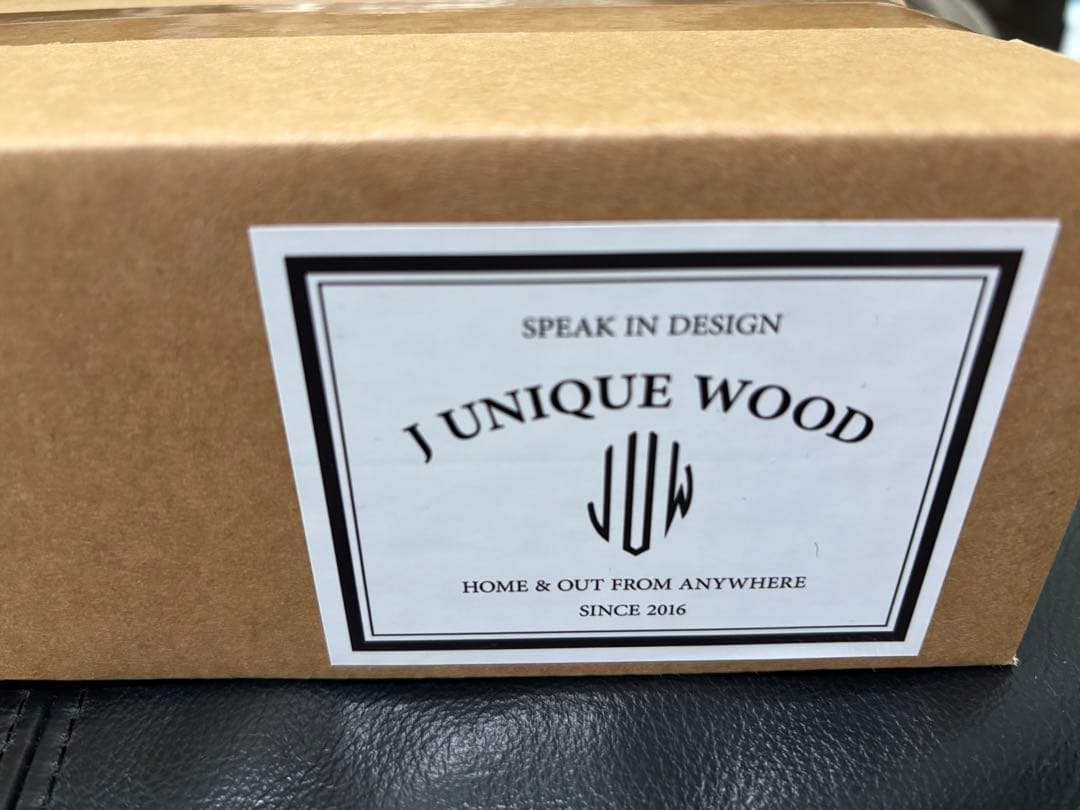 SPEAK IN DESIGN
J UNIQUE WOOD
JUW
HOME & OUT FROM ANYWHERE
SINCE 2016